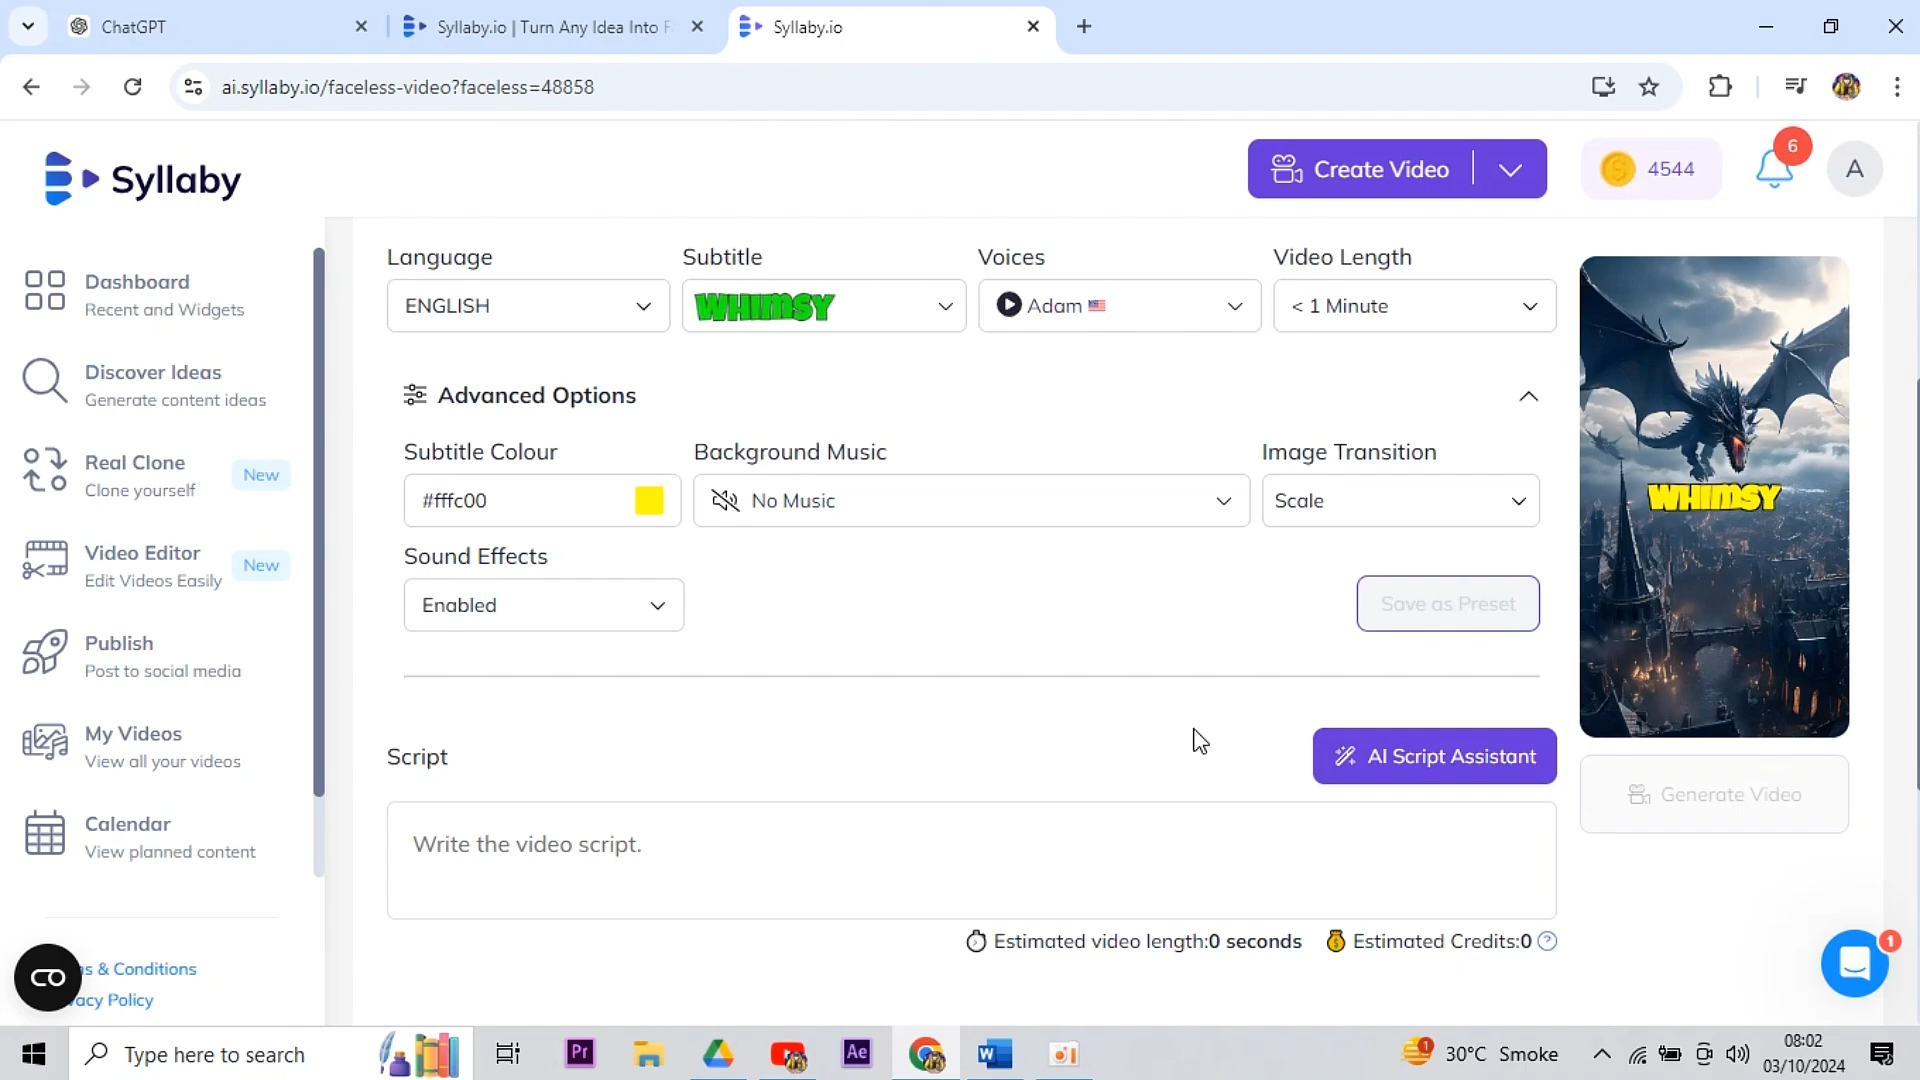 ChatGPT
Syllaby.io | Turn Any Idea Into F
Syllaby.io
ai.syllaby.io/faceless-video?faceless=48858
Syllaby
Create Video
4544
6
A
Dashboard
Recent and Widgets
Discover Ideas
Generate content ideas
Real Clone
Clone yourself
New
Video Editor
Edit Videos Easily
New
Publish
Post to social media
My Videos
View all your videos
Calendar
View planned content
s & Conditions
acy Policy
Language
Subtitle
Voices
Video Length
ENGLISH
WHIMSY
Adam
< 1 Minute
Advanced Options
Subtitle Colour
Background Music
Image Transition
#fffc00
No Music
Scale
Sound Effects
Enabled
Save as Preset
Script
AI Script Assistant
Write the video script.
Estimated video length:0 seconds
Estimated Credits:0
WHIMSY
Generate Video
1
Type here to search
Pr
Ae
W
1
30°C Smoke
08:02
03/10/2024